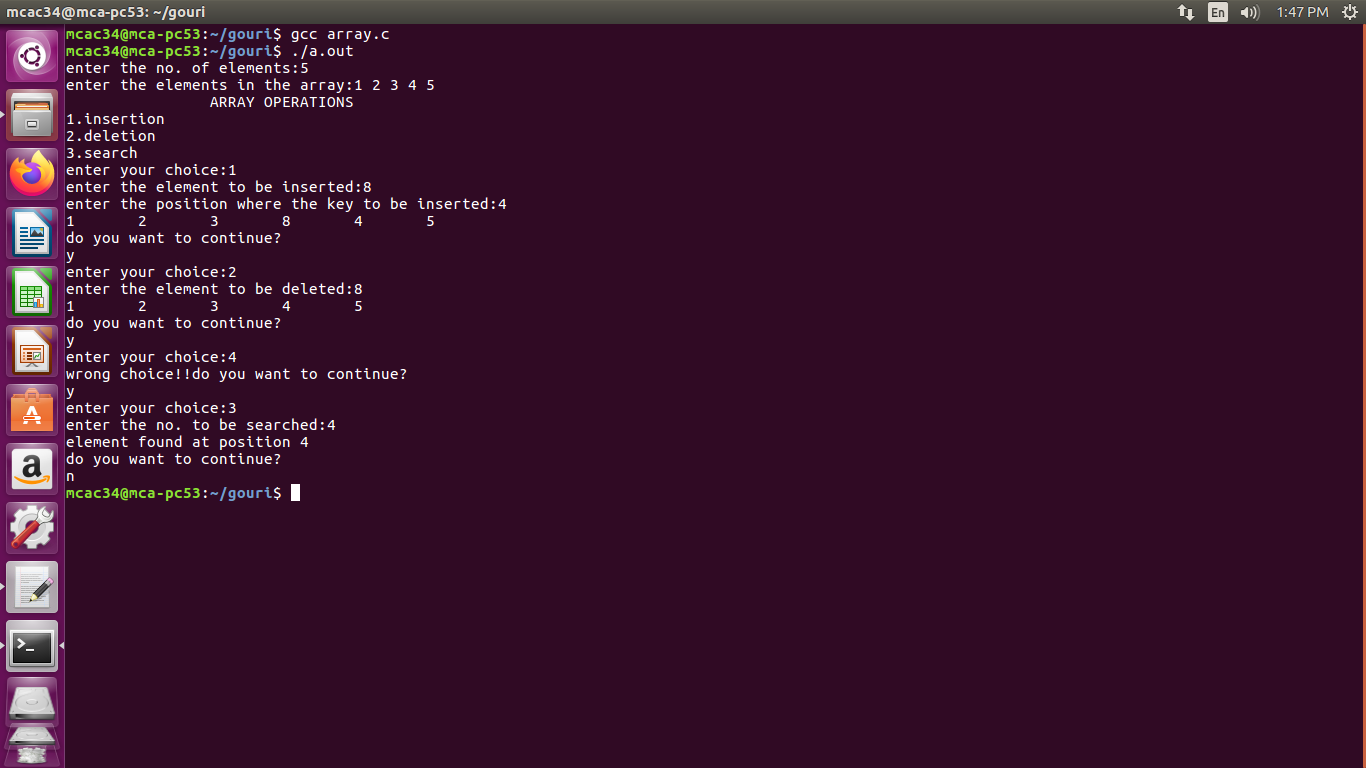 mcac34@mca-pc53: ~/gouri
En
1:47 PM
mcac34@mca-pc53:~/gouri$ gcc array.c
mcac34@mca-pc53:~/gouri$ ./a.out
enter the no. of elements:5
enter the elements in the array:1 2 3 4 5
                ARRAY OPERATIONS
1.insertion
2.deletion
3.search
enter your choice:1
enter the element to be inserted:8
enter the position where the key to be inserted:4
1       2       3       8       4       5
do you want to continue?
y
enter your choice:2
enter the element to be deleted:8
1       2       3       4       5
do you want to continue?
y
enter your choice:4
wrong choice!!do you want to continue?
y
enter your choice:3
enter the no. to be searched:4
element found at position 4
do you want to continue?
n
mcac34@mca-pc53:~/gouri$